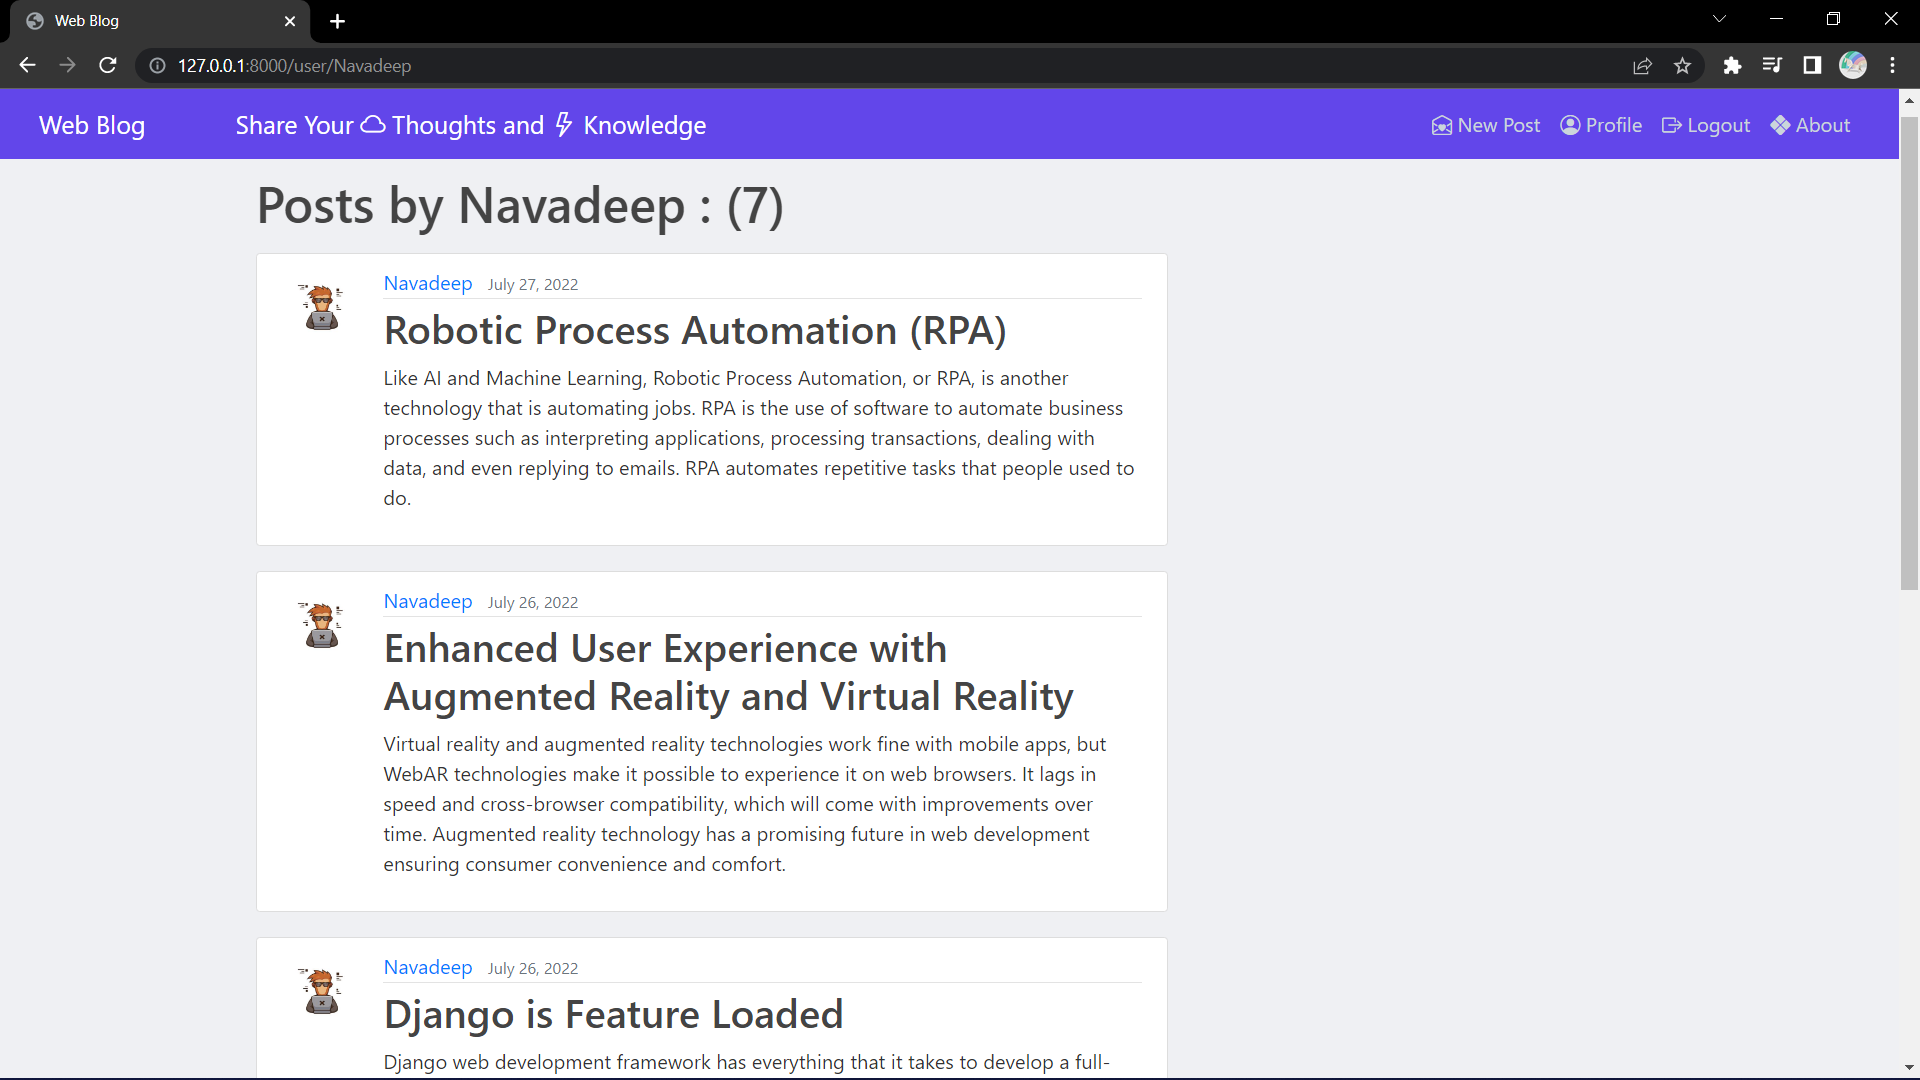 Web Blog
127.0.0.1:8000/user/Navadeep
Web Blog Share Your Thoughts and Knowledge New Post Profile Logout About
Posts by Navadeep : (7)
Navadeep July 27, 2022
Robotic Process Automation (RPA)
Like AI and Machine Learning, Robotic Process Automation, or RPA, is another
technology that is automating jobs. RPA is the use of software to automate business
processes such as interpreting applications, processing transactions, dealing with
data, and even replying to emails. RPA automates repetitive tasks that people used to
do.
Navadeep July 26, 2022
Enhanced User Experience with
Augmented Reality and Virtual Reality
Virtual reality and augmented reality technologies work fine with mobile apps, but
WebAR technologies make it possible to experience it on web browsers. It lags in
speed and cross-browser compatibility, which will come with improvements over
time. Augmented reality technology has a promising future in web development
ensuring consumer convenience and comfort.
Navadeep July 26, 2022
Django is Feature Loaded
Django web development framework has everything that it takes to develop a full-